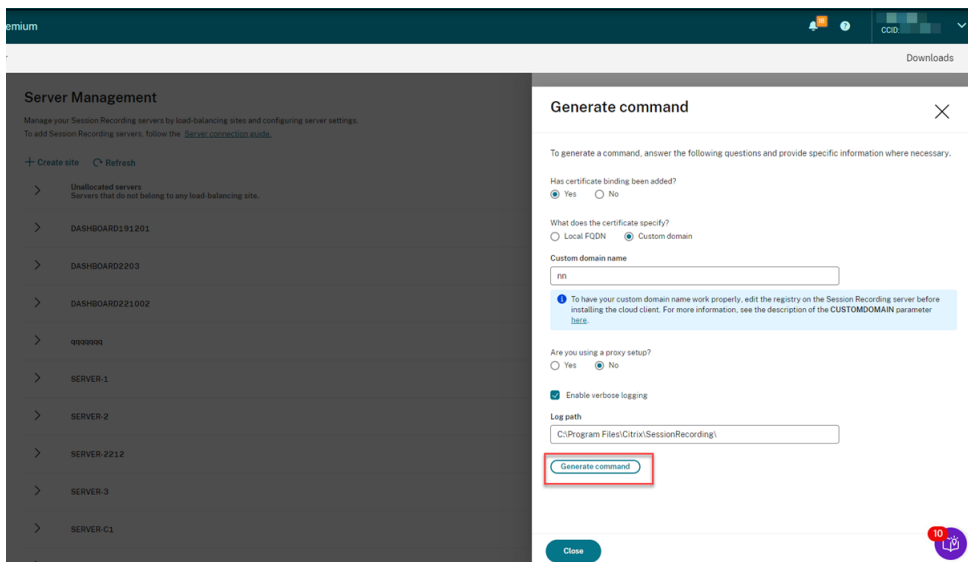 emium
18
CCID:
Downloads
Server Management
Manage your Session Recording servers by load-balancing sites and configuring server settings.
To add Session Recording servers, follow the Server connection guide.
Create site Refresh
Unallocated servers
Servers that do not belong to any load-balancing site.
DASHBOARD191201
DASHBOARD2203
DASHBOARD221002
qqqqqqq
SERVER-1
SERVER-2
SERVER-2212
SERVER-3
SERVER-C1
Generate command
To generate a command, answer the following questions and provide specific information where necessary.
Has certificate binding been added?
Yes No
What does the certificate specify?
Local FQDN Custom domain
Custom domain name
nn
To have your custom domain name work properly, edit the registry on the Session Recording server before
installing the cloud client. For more information, see the description of the CUSTOMDOMAIN parameter
here.
Are you using a proxy setup?
Yes No
Enable verbose logging
Log path
C:\Program Files\Citrix\SessionRecording\
Generate command
Close
10